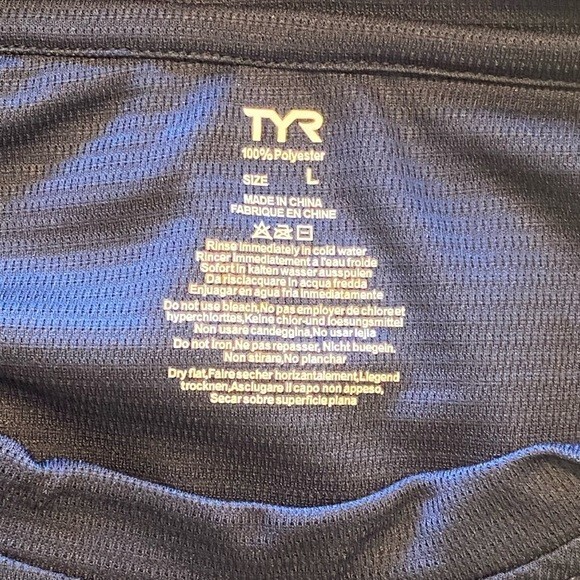 TYR
100% Polyester
SIZE L
MADE IN CHINA
FABRIQUE EN CHINE
Rinse immediately in cold water
Rincer immediatement a l'eau froide
Sofort in kalten wasser ausspulen
Da risciacquare in acqua fredda
Enjuagar en agua fria inmediatamente
Do not use bleach,No pas employer de chlore et
hyperchlortes,Keine chlor-und loesungsmittel
Non usare candeggina,No usar lejia
Do not Iron,Ne pas repasser, Nicht buegeln,
Non stirare,No planchar
Dry flat,Faire secher horizontalement,Llegend
trocknen,Asciugare il capo non appeso,
Secar sobre superficie plana